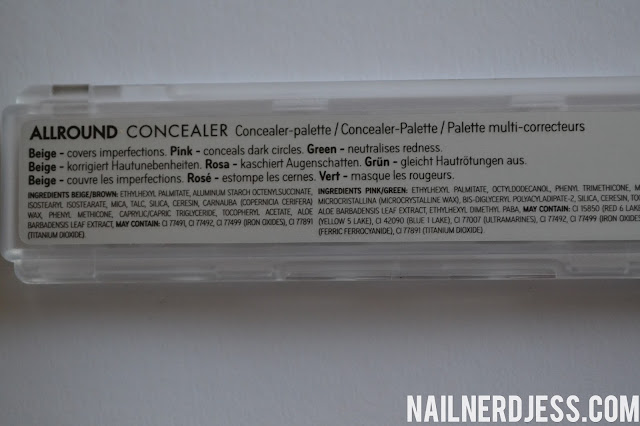 ALLROUND CONCEALER Concealer-palette / Concealer-Palette / Palette multi-correcteurs
Beige - covers imperfections. Pink - conceals dark circles. Green - neutralises redness.
Beige - korrigiert Hautunebenheiten. Rosa - kaschiert Augenschatten. Grün - gleicht Hautrötungen aus.
Beige - couvre les imperfections. Rosé - estompe les cernes. Vert - masque les rougeurs.
INGREDIENTS BEIGE/BROWN: ETHYLHEXYL PALMITATE, ALUMINUM STARCH OCTENYLSUCCONATE,
ISOSTEARYL ISOSTEARATE, MICA, TALC, SILICA, CERESIN, CARNAUBA (COPERNICIA CERIFERA)
WAX, PHENYL METHICONE, CAPRYLIC/CAPRIC TRIGLYCERIDE, TOCOPHERYL ACETATE, ALOE
BARBADENSIS LEAF EXTRACT, MAY CONTAIN: CI 77491, CI 77492, CI 77499 (IRON OXIDES), CI 77891
(TITANIUM DIOXIDE).
INGREDIENTS PINK/GREEN: ETHYLHEXYL PALMITATE, OCTYLDODECANOL, PHENYL TRIMETHICONE, M
MICROCRISTALLINA (MICROCRYSTALLINE WAX), BIS-DIGLYCERYL POLYACYLADIPATE-2, SILICA, CERESIN, TOC
ALOE BARBADENSIS LEAF EXTRACT, ETHYLHEXYL DIMETHYL PABA, MAY CONTAIN: CI 15850 (RED 6 LAKE
(YELLOW 5 LAKE), CI 42090 (BLUE 1 LAKE), CI 77007 (ULTRAMARINES), CI 77492, CI 77499 (IRON OXIDE
(FERRIC FERROCYANIDE), CI 77891 (TITANIUM DIOXIDE).
NAILNERDJESS.COM